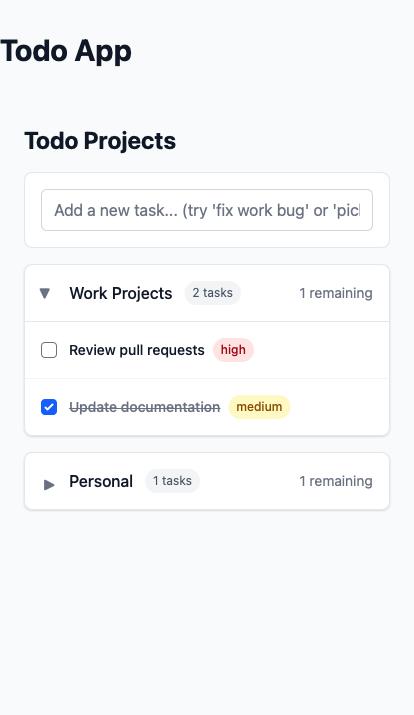 Todo App
Todo Projects
Add a new task... (try 'fix work bug' or 'pic
Work Projects 2 tasks 1 remaining
Review pull requests high
Update documentation medium
Personal 1 tasks 1 remaining